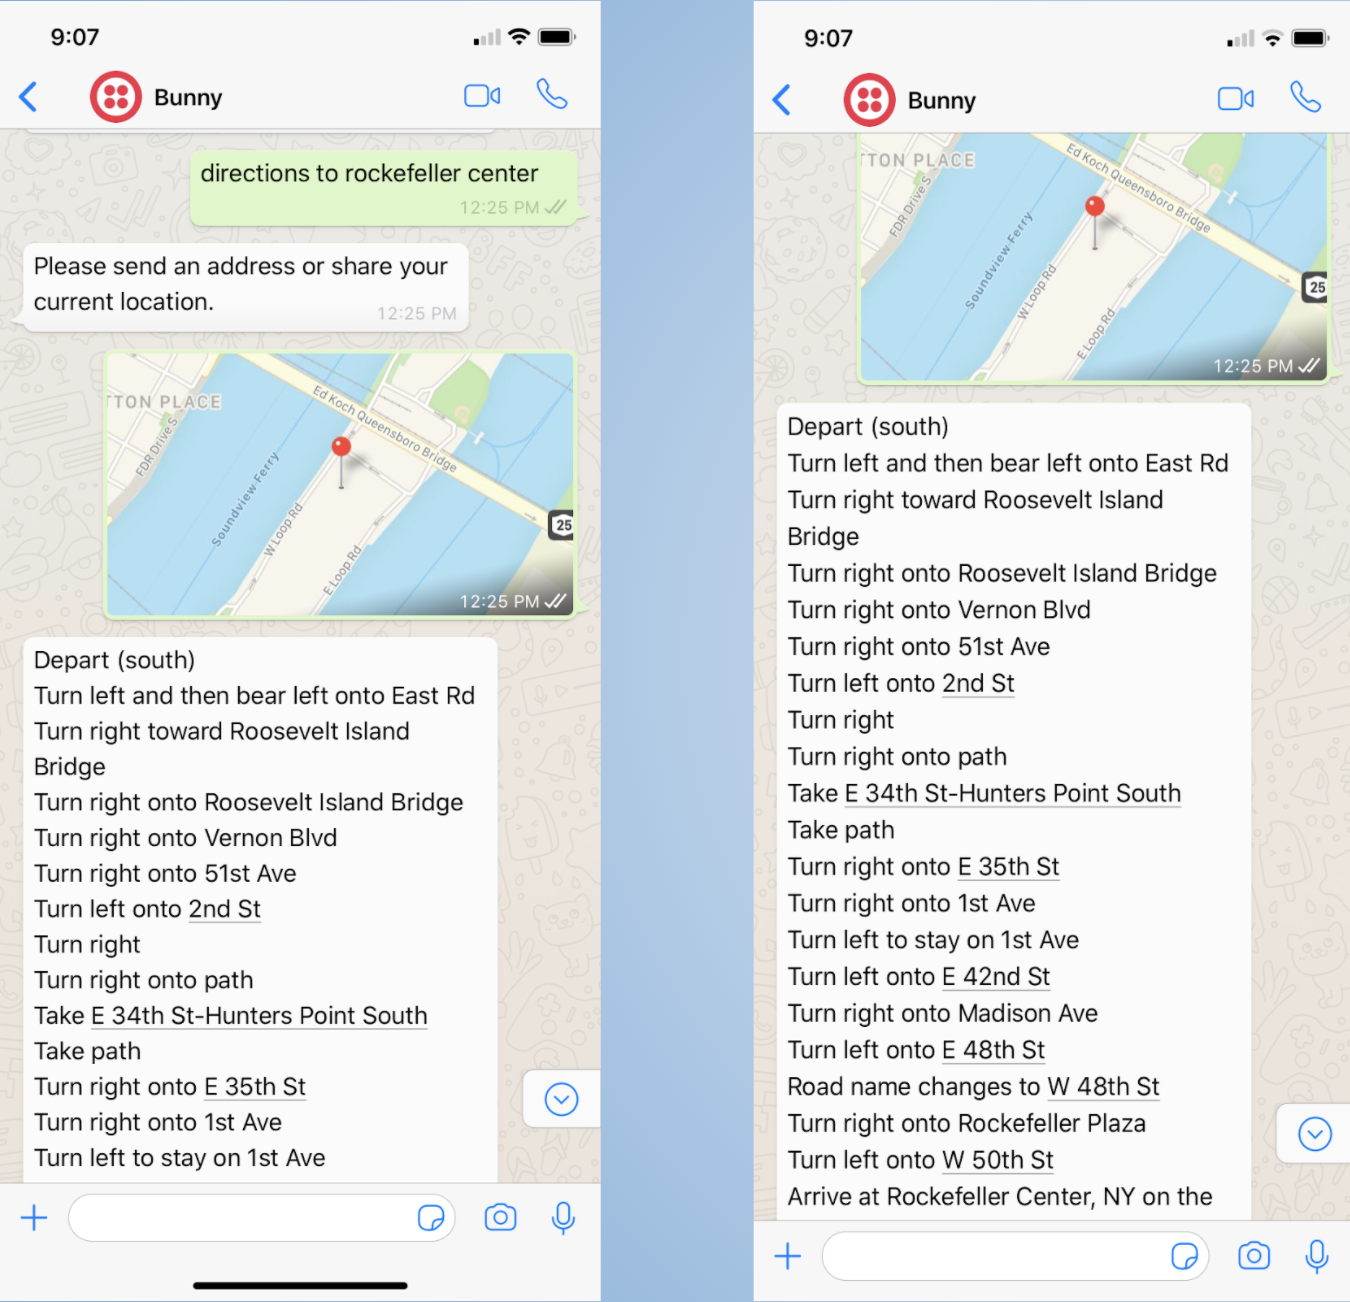 9:07
Bunny
directions to rockefeller center
12:25 PM
Please send an address or share your
current location.
12:25 PM
TTON PLACE
FDR Drive S
Soundview Ferry
Ed Koch Queensboro Bridge
W Loop Rd
E Loop Rd
25
12:25 PM
Depart (south)
Turn left and then bear left onto East Rd
Turn right toward Roosevelt Island
Bridge
Turn right onto Roosevelt Island Bridge
Turn right onto Vernon Blvd
Turn right onto 51st Ave
Turn left onto 2nd St
Turn right
Turn right onto path
Take E 34th St-Hunters Point South
Take path
Turn right onto E 35th St
Turn right onto 1st Ave
Turn left to stay on 1st Ave
9:07
Bunny
TTON PLACE
FDR Drive S
Soundview Ferry
Ed Koch Queensboro Bridge
W Loop Rd
E Loop Rd
25
12:25 PM
Depart (south)
Turn left and then bear left onto East Rd
Turn right toward Roosevelt Island
Bridge
Turn right onto Roosevelt Island Bridge
Turn right onto Vernon Blvd
Turn right onto 51st Ave
Turn left onto 2nd St
Turn right
Turn right onto path
Take E 34th St-Hunters Point South
Take path
Turn right onto E 35th St
Turn right onto 1st Ave
Turn left to stay on 1st Ave
Turn left onto E 42nd St
Turn right onto Madison Ave
Turn left onto E 48th St
Road name changes to W 48th St
Turn right onto Rockefeller Plaza
Turn left onto W 50th St
Arrive at Rockefeller Center, NY on the